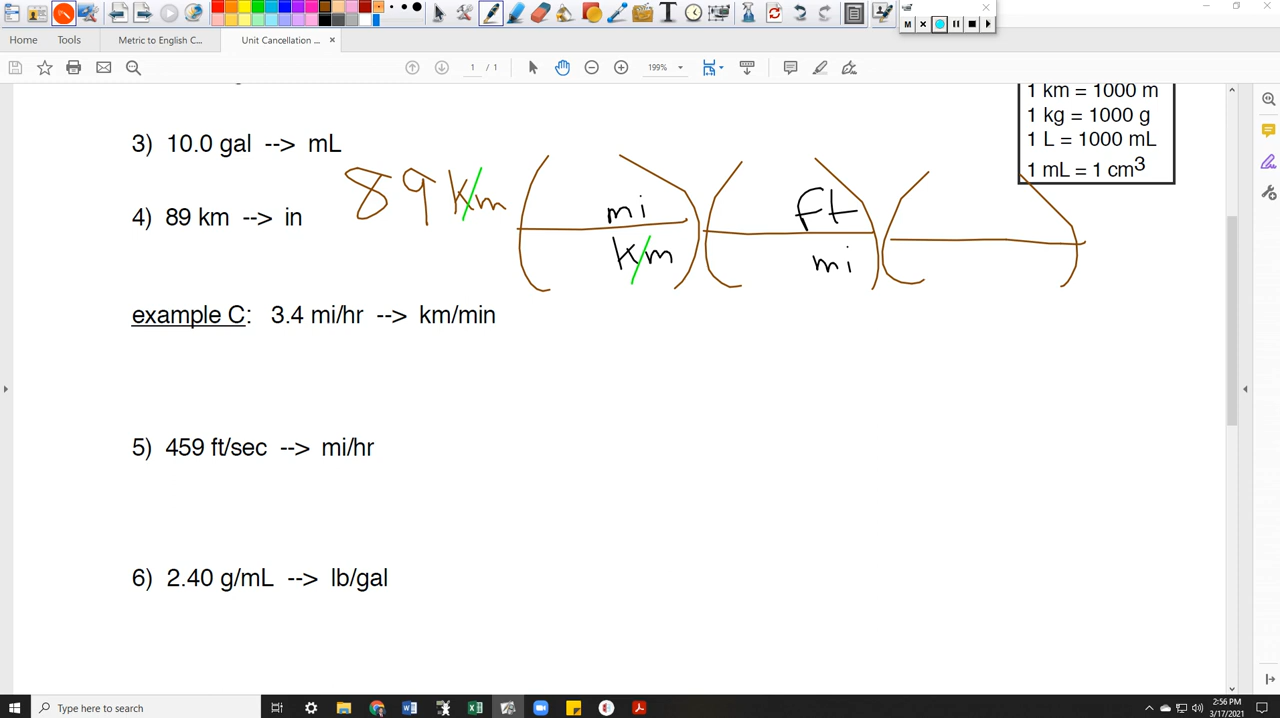 M
Home Tools Metric to English C... Unit Cancellation ... ×
1 / 1 199%
1 km = 1000 m
1 kg = 1000 g
1 L = 1000 mL
1 mL = 1 cm³
3) 10.0 gal --> mL
4) 89 km --> in
89 km
mi
km
ft
mi
example C: 3.4 mi/hr --> km/min
5) 459 ft/sec --> mi/hr
6) 2.40 g/mL --> lb/gal
Type here to search
2:56 PM
3/17/2021